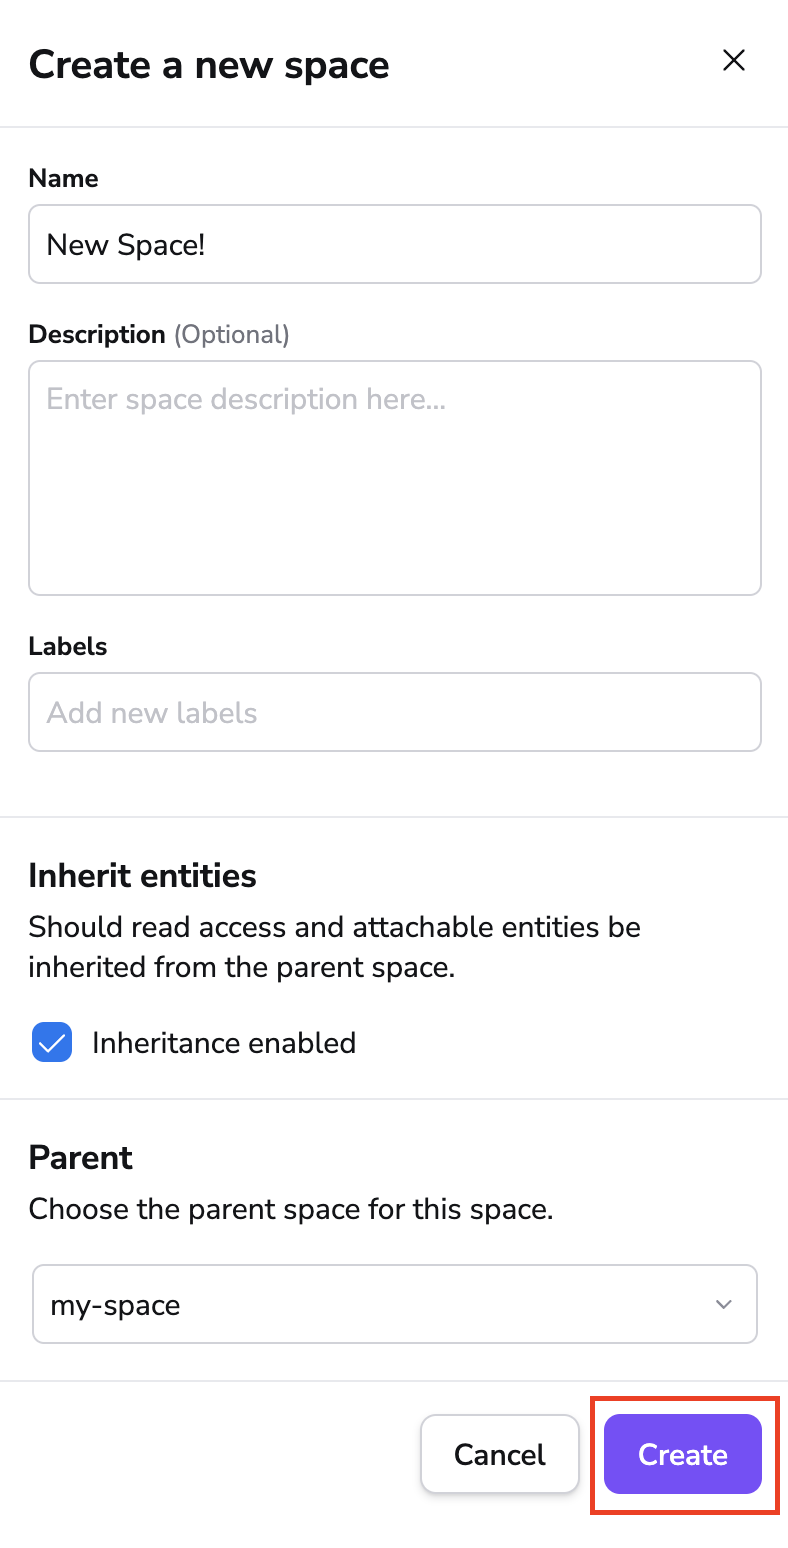 Create a new space
Name
New Space!
Description (Optional)
Enter space description here...
Labels
Add new labels
Inherit entities
Should read access and attachable entities be
inherited from the parent space.
Inheritance enabled
Parent
Choose the parent space for this space.
my-space
Cancel
Create